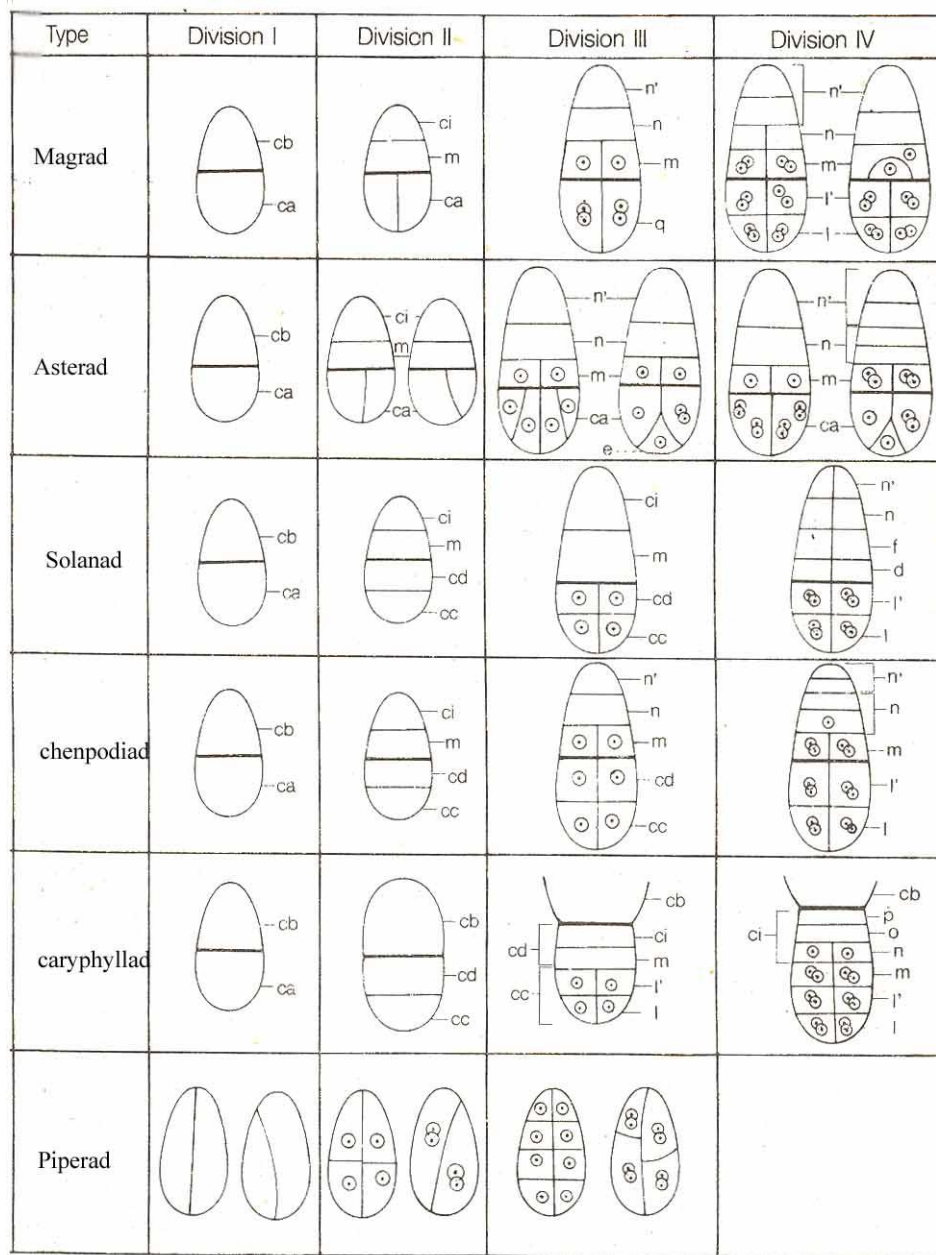 Type Division I Division II Division III Division IV
Magrad
cb
ca
ci
m
ca
n'
n
m
q
n'
n
m
l'
l
Asterad
cb
ca
ci
m
ca
n'
n
m
ca
e
n'
n
m
ca
Solanad
cb
ca
ci
m
cd
cc
ci
m
cd
cc
n'
n
f
d
l'
l
chenpodiad
cb
ca
ci
m
cd
cc
n'
n
m
cd
cc
n'
n
m
l'
l
caryphyllad
cb
ca
cb
cd
cc
cb
cd
ci
m
cc
l'
l
cb
ci
p
o
n
m
l'
l
Piperad